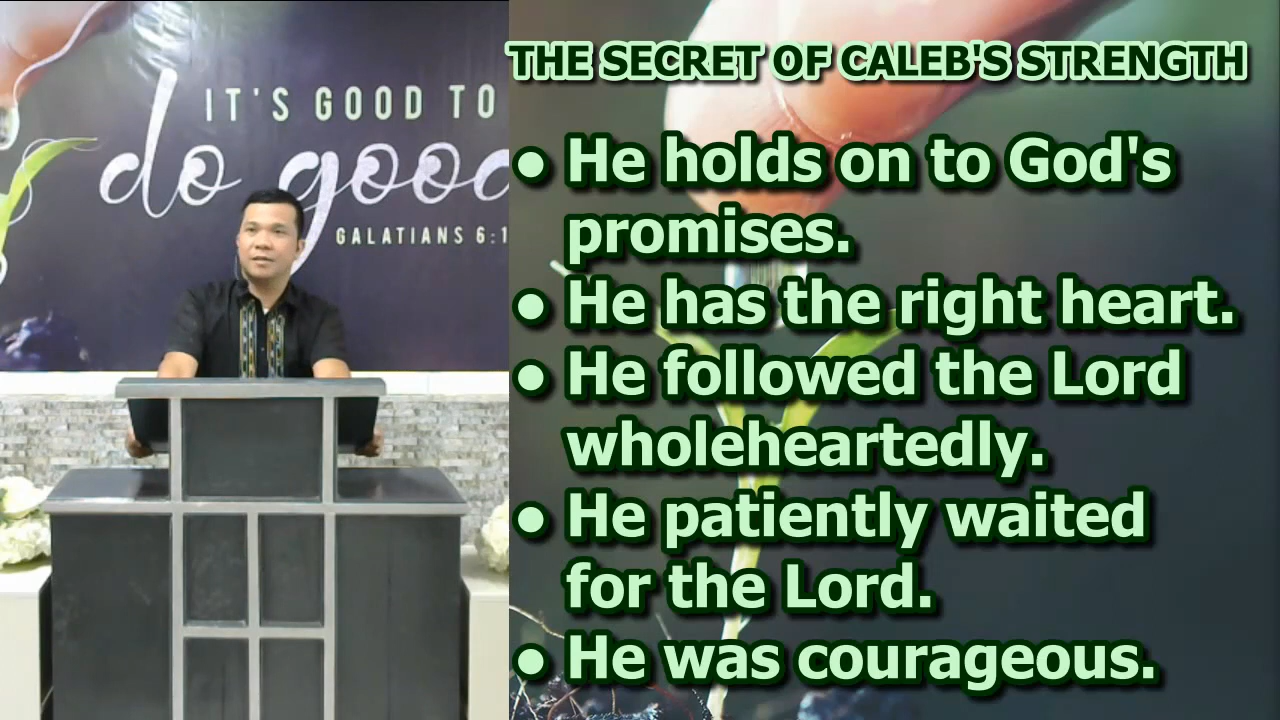 IT'S GOOD TO
do good
GALATIANS 6:1
THE SECRET OF CALEB'S STRENGTH
● He holds on to God's
promises.
● He has the right heart.
● He followed the Lord
wholeheartedly.
● He patiently waited
for the Lord.
● He was courageous.